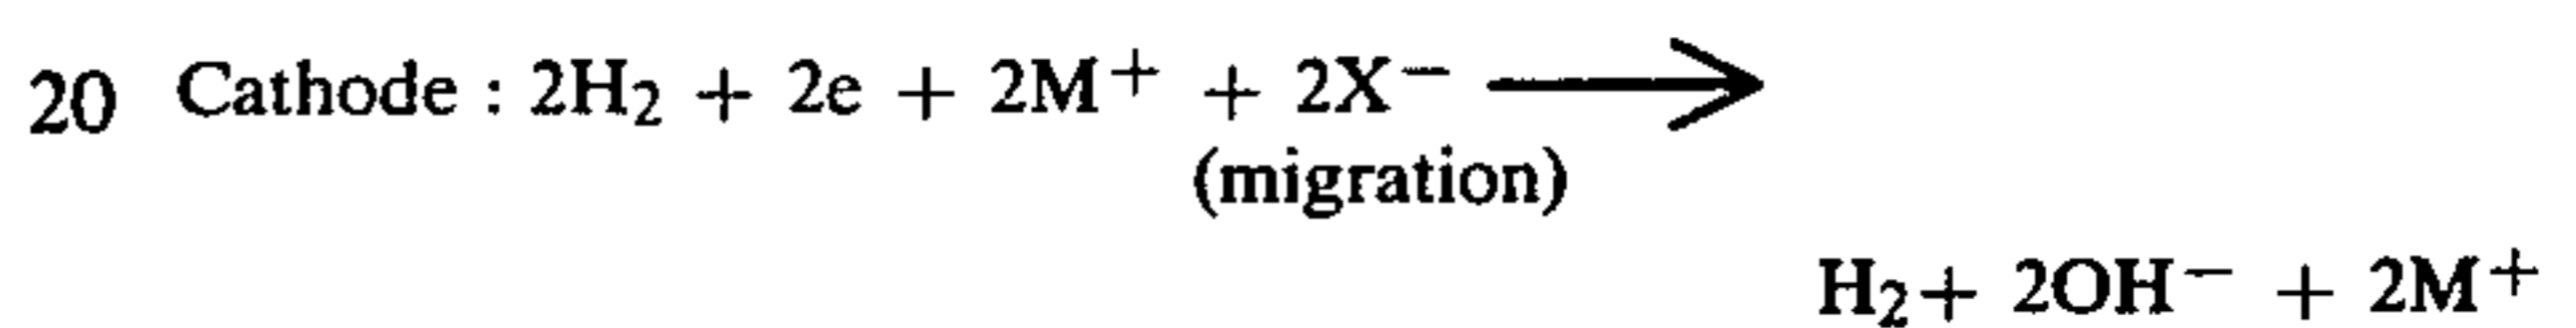 20 Cathode : 2H₂ + 2e + 2M⁺ + 2X⁻ ⟶
(migration)
H₂+ 2OH⁻ + 2M⁺